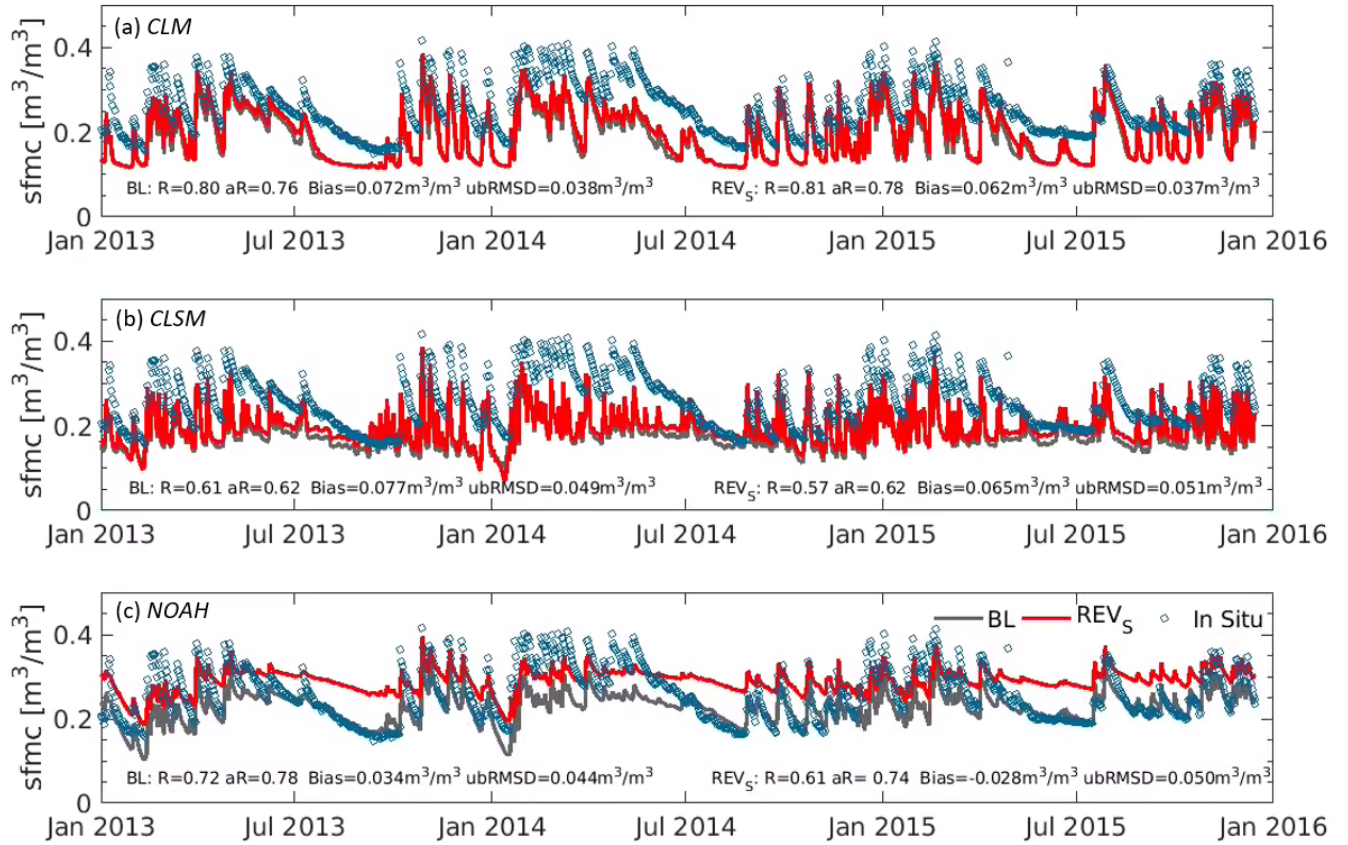 (a) CLM
sfmc [m³/m³]
0.4
0.2
0
BL: R=0.80 aR=0.76 Bias=0.072m³/m³ ubRMSD=0.038m³/m³ REVS: R=0.81 aR=0.78 Bias=0.062m³/m³ ubRMSD=0.037m³/m³
Jan 2013 Jul 2013 Jan 2014 Jul 2014 Jan 2015 Jul 2015 Jan 2016
(b) CLSM
sfmc [m³/m³]
0.4
0.2
0
BL: R=0.61 aR=0.62 Bias=0.077m³/m³ ubRMSD=0.049m³/m³ REVS: R=0.57 aR=0.62 Bias=0.065m³/m³ ubRMSD=0.051m³/m³
Jan 2013 Jul 2013 Jan 2014 Jul 2014 Jan 2015 Jul 2015 Jan 2016
(c) NOAH
BL REVS In Situ
sfmc [m³/m³]
0.4
0.2
0
BL: R=0.72 aR=0.78 Bias=0.034m³/m³ ubRMSD=0.044m³/m³ REVS: R=0.61 aR= 0.74 Bias=-0.028m³/m³ ubRMSD=0.050m³/m³
Jan 2013 Jul 2013 Jan 2014 Jul 2014 Jan 2015 Jul 2015 Jan 2016